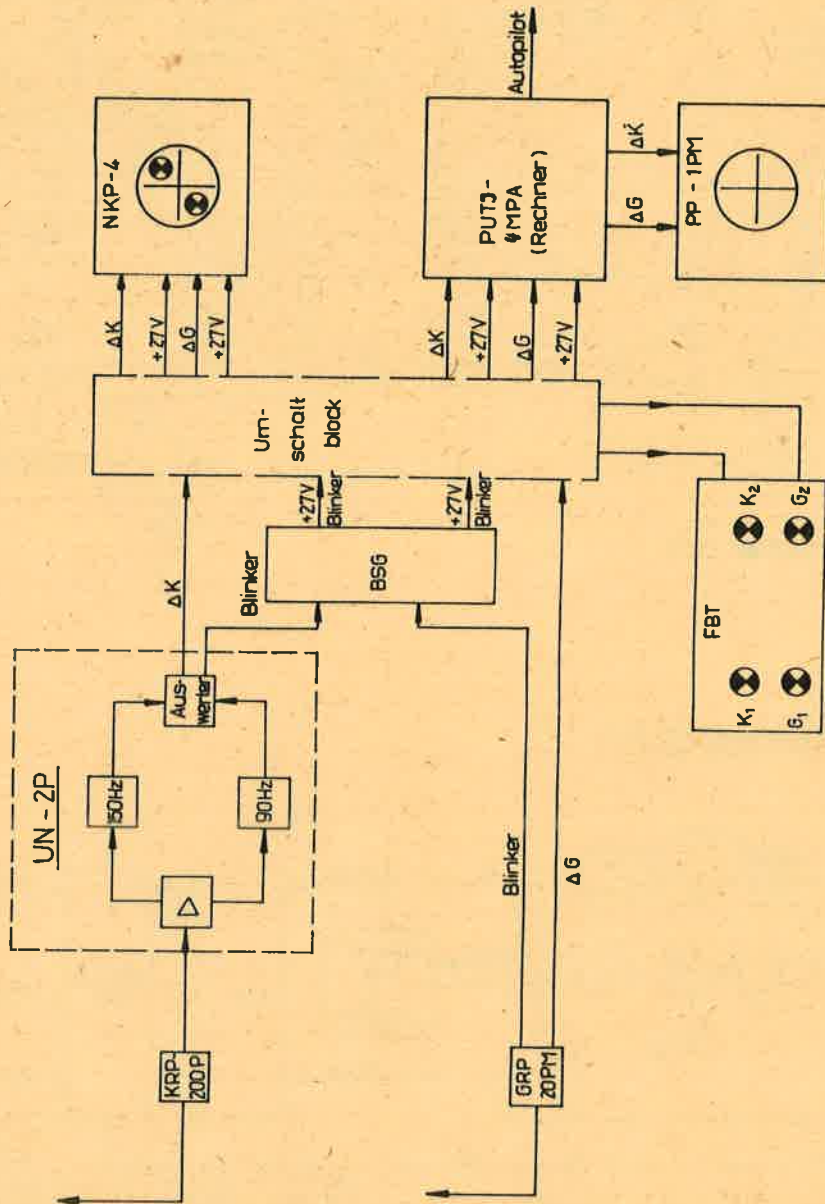 UN - 2P
KRP-
200P
▷
150Hz
90Hz
Aus-
werter
ΔK
Blinker
BSG
+27V
Blinker
+27V
Blinker
Um-
schalt
block
ΔK
+27V
ΔG
+27V
NKP-4
GRP
20PM
Blinker
ΔG
ΔK
+27V
ΔG
+27V
PUTJ-
4MPA
(Rechner)
Autopilot
ΔG
ΔK
PP - 1PM
FBT
K1
K2
G1
G2